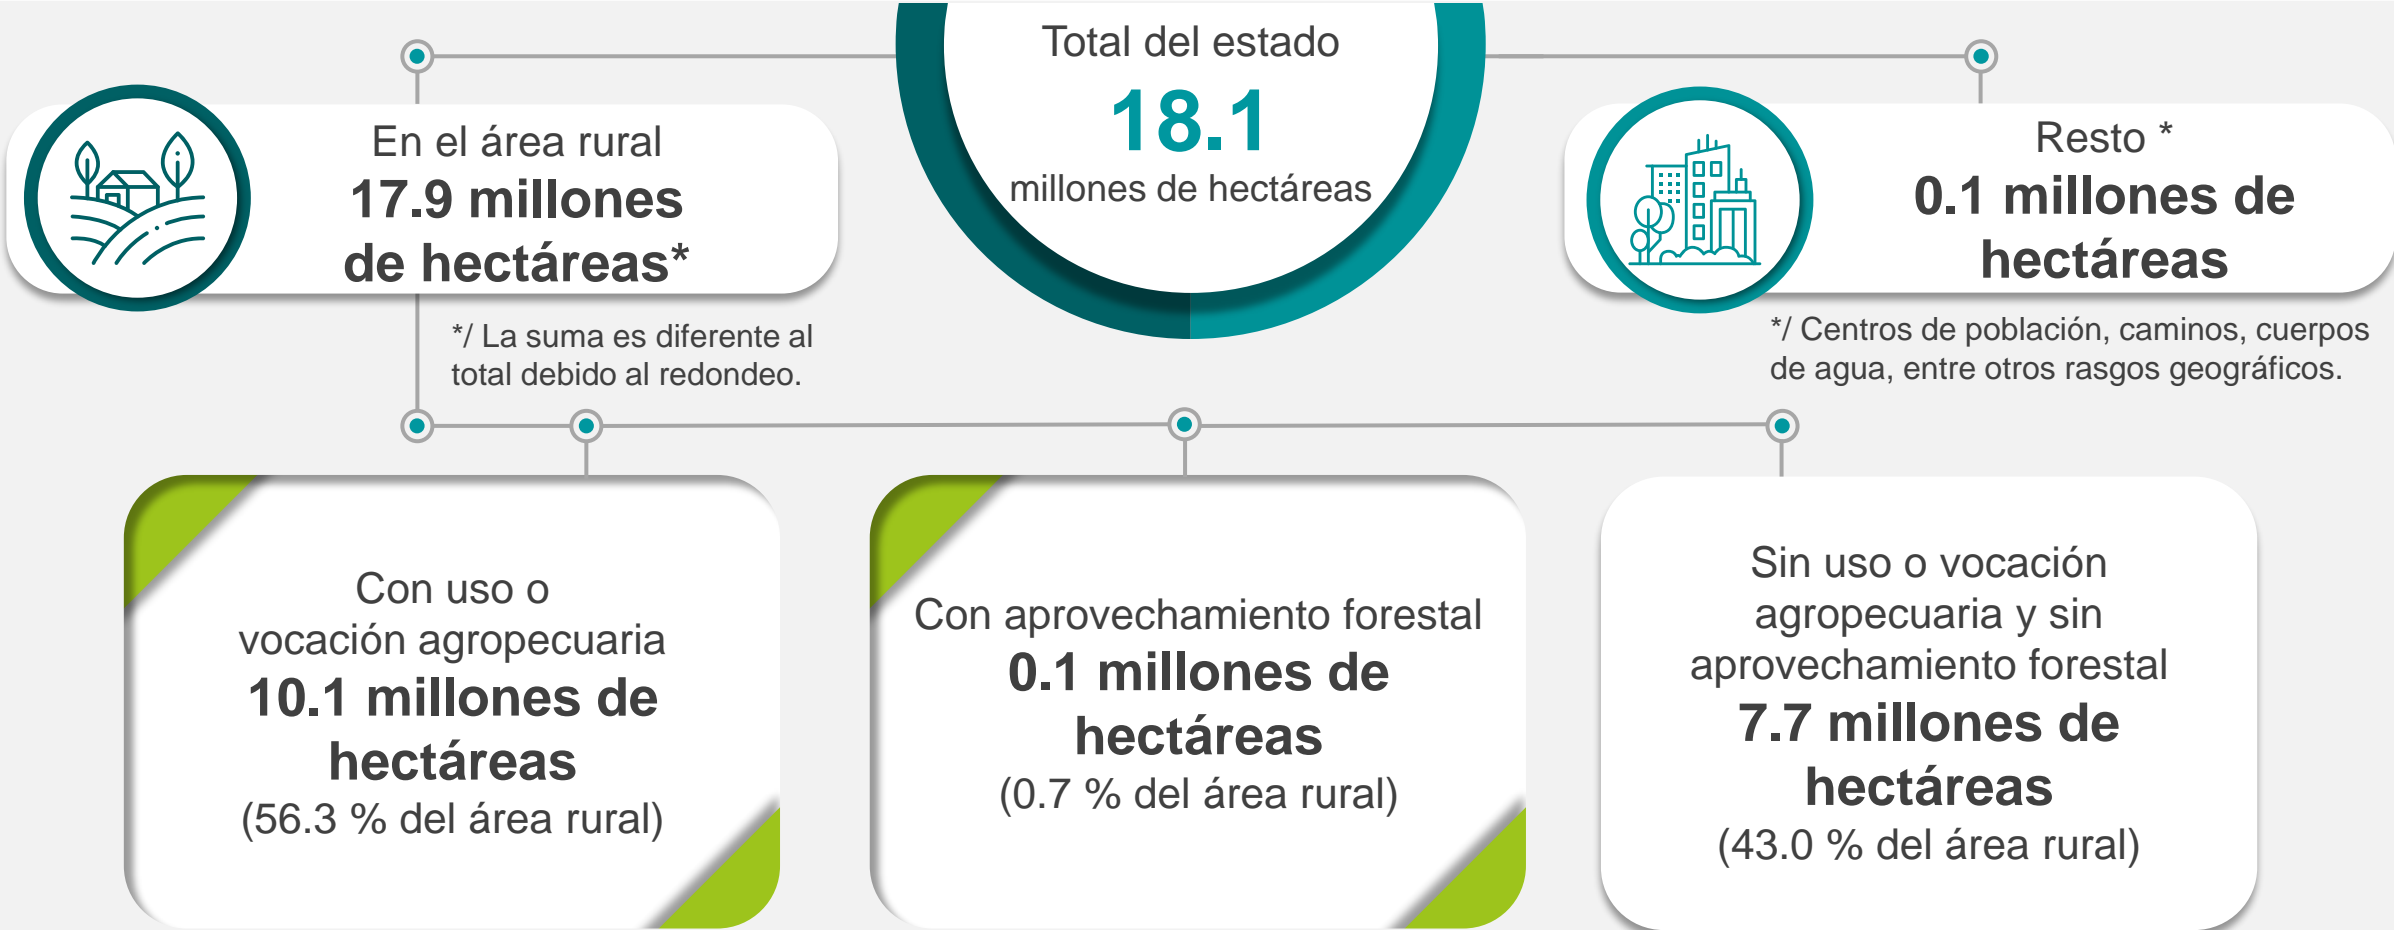 Total del estado
18.1
millones de hectáreas
En el área rural
17.9 millones
de hectáreas*
*/ La suma es diferente al
total debido al redondeo.
Resto *
0.1 millones de
hectáreas
*/ Centros de población, caminos, cuerpos
de agua, entre otros rasgos geográficos.
Con uso o
vocación agropecuaria
10.1 millones de
hectáreas
(56.3 % del área rural)
Con aprovechamiento forestal
0.1 millones de
hectáreas
(0.7 % del área rural)
Sin uso o vocación
agropecuaria y sin
aprovechamiento forestal
7.7 millones de
hectáreas
(43.0 % del área rural)